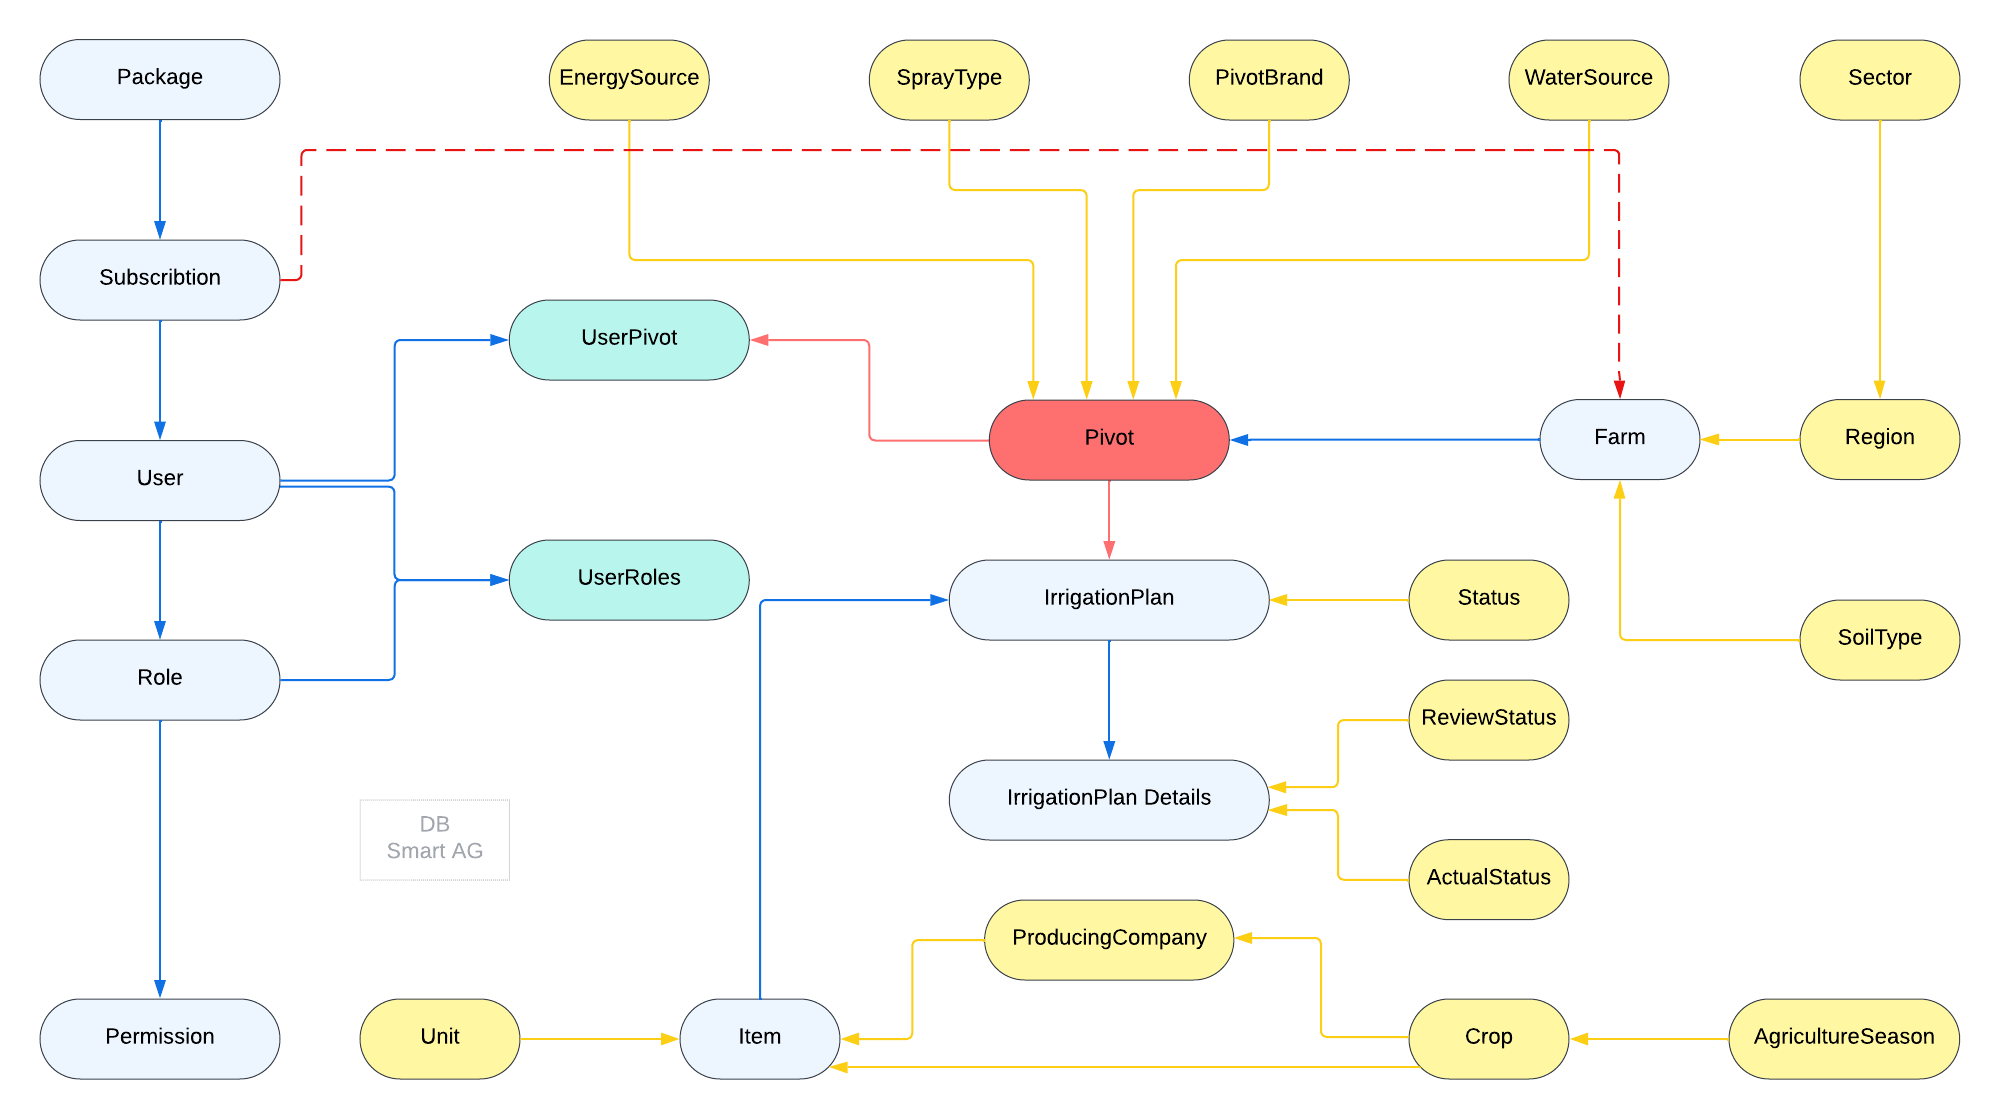 Package
EnergySource
SprayType
PivotBrand
WaterSource
Sector
Subscribtion
UserPivot
User
Pivot
Farm
Region
UserRoles
IrrigationPlan
Status
Role
SoilType
ReviewStatus
IrrigationPlan Details
DB
Smart AG
ActualStatus
ProducingCompany
Permission
Unit
Item
Crop
AgricultureSeason